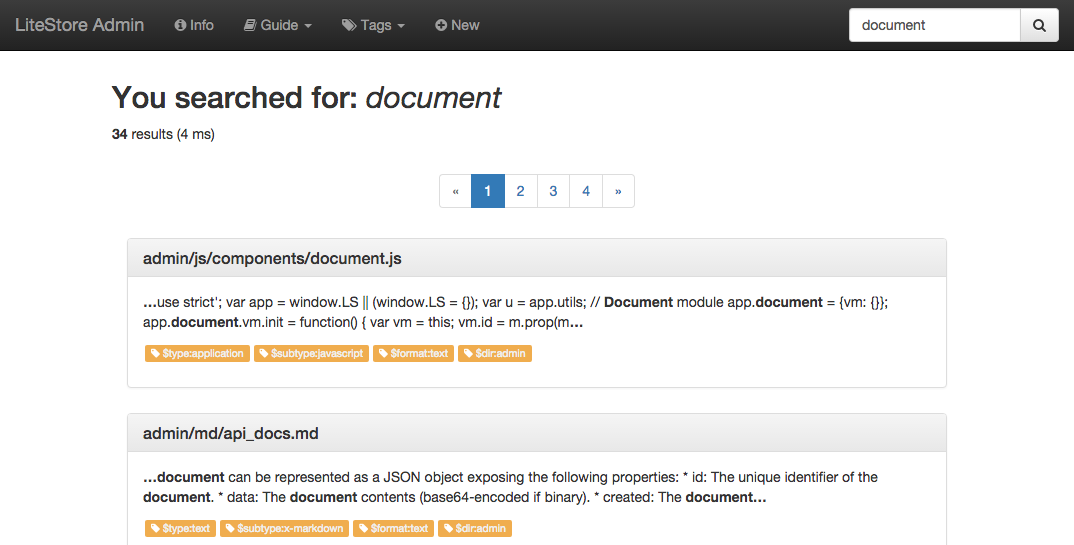 LiteStore Admin Info Guide Tags New document
You searched for: document
34 results (4 ms)
« 1 2 3 4 »
admin/js/components/document.js
...use strict'; var app = window.LS || (window.LS = {}); var u = app.utils; // Document module app.document = {vm: {}};
app.document.vm.init = function() { var vm = this; vm.id = m.prop(m...
$type:application $subtype:javascript $format:text $dir:admin
admin/md/api_docs.md
...document can be represented as a JSON object exposing the following properties: * id: The unique identifier of the
document. * data: The document contents (base64-encoded if binary). * created: The document...
$type:text $subtype:x-markdown $format:text $dir:admin